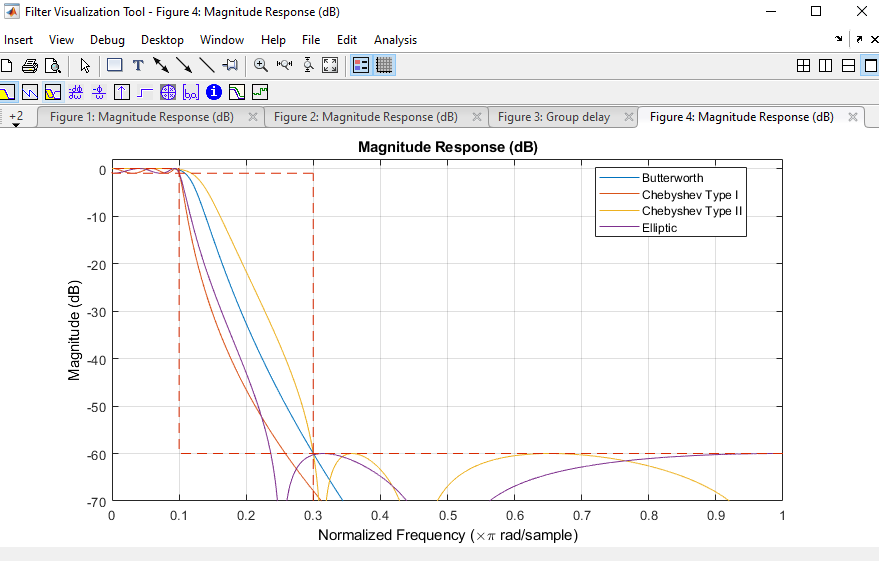 Filter Visualization Tool - Figure 4: Magnitude Response (dB)
Insert View Debug Desktop Window Help File Edit Analysis
T
+2 Figure 1: Magnitude Response (dB) Figure 2: Magnitude Response (dB) Figure 3: Group delay Figure 4: Magnitude Response (dB)
Magnitude Response (dB)
Butterworth
Chebyshev Type I
Chebyshev Type II
Elliptic
0
-10
-20
-30
-40
-50
-60
-70
Magnitude (dB)
0 0.1 0.2 0.3 0.4 0.5 0.6 0.7 0.8 0.9 1
Normalized Frequency (×π rad/sample)